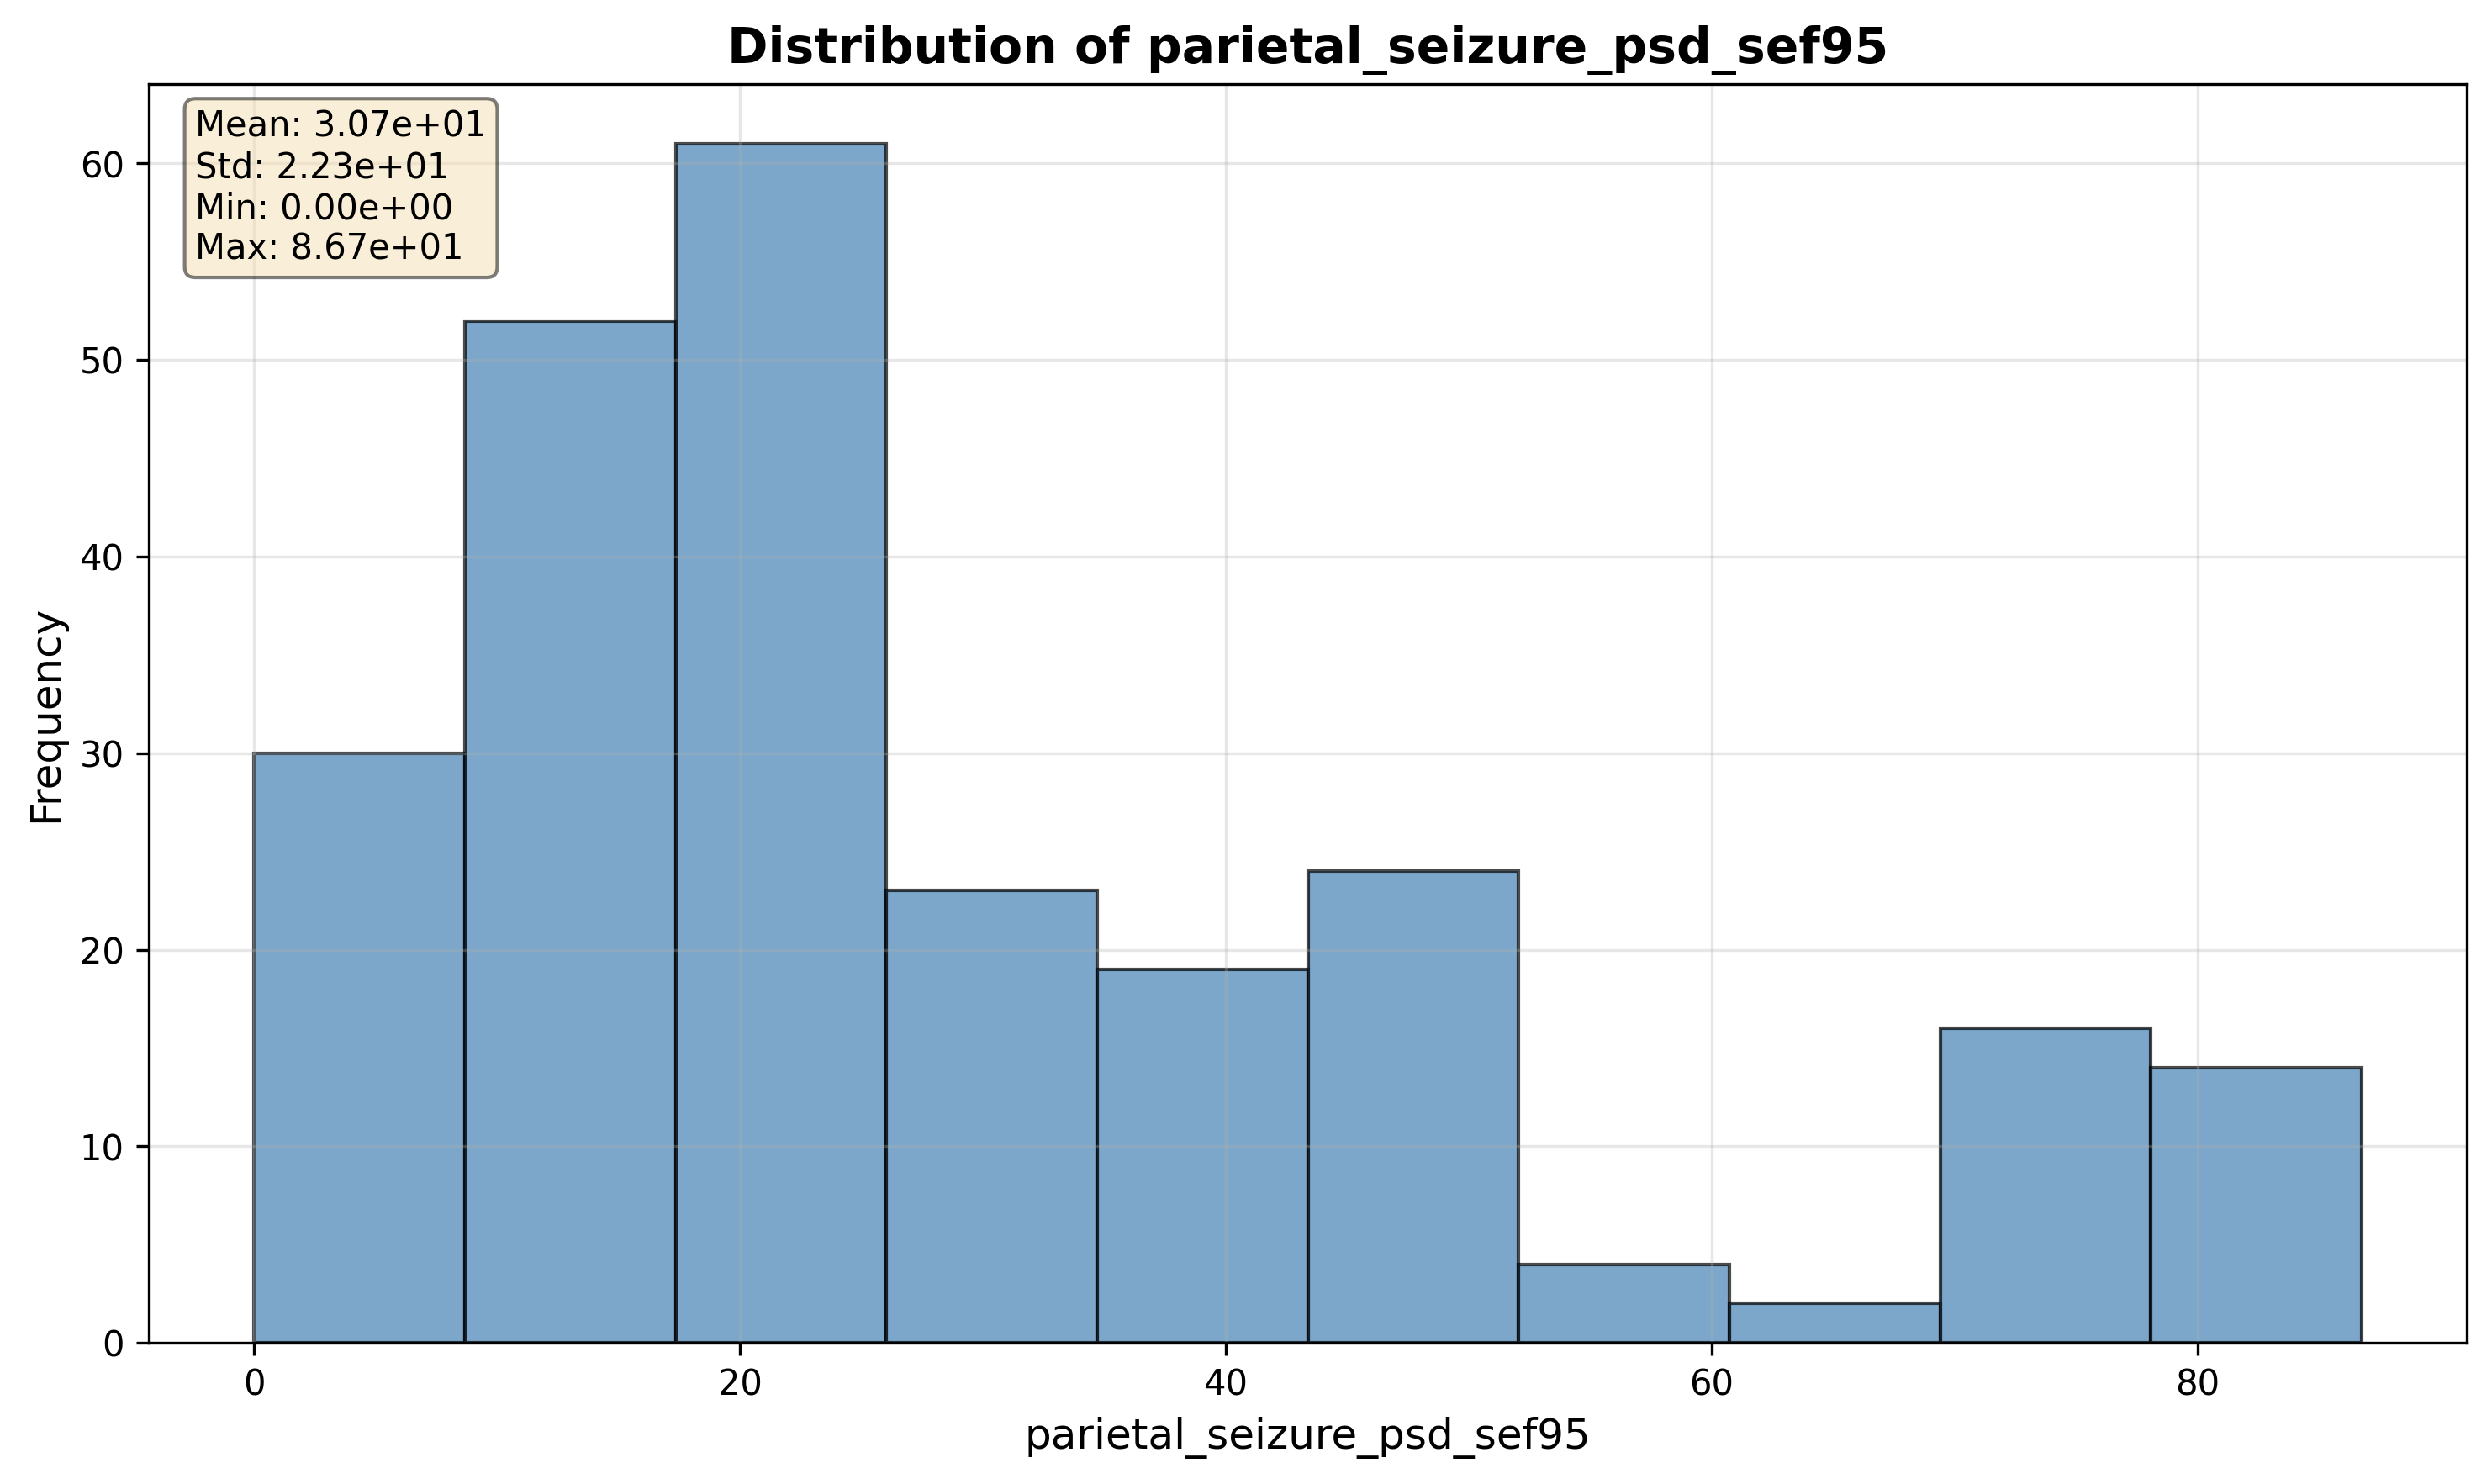 Distribution of parietal_seizure_psd_sef95
Mean: 3.07e+01
Std: 2.23e+01
Min: 0.00e+00
Max: 8.67e+01
60
50
40
30
20
10
0
Frequency
0 20 40 60 80
parietal_seizure_psd_sef95